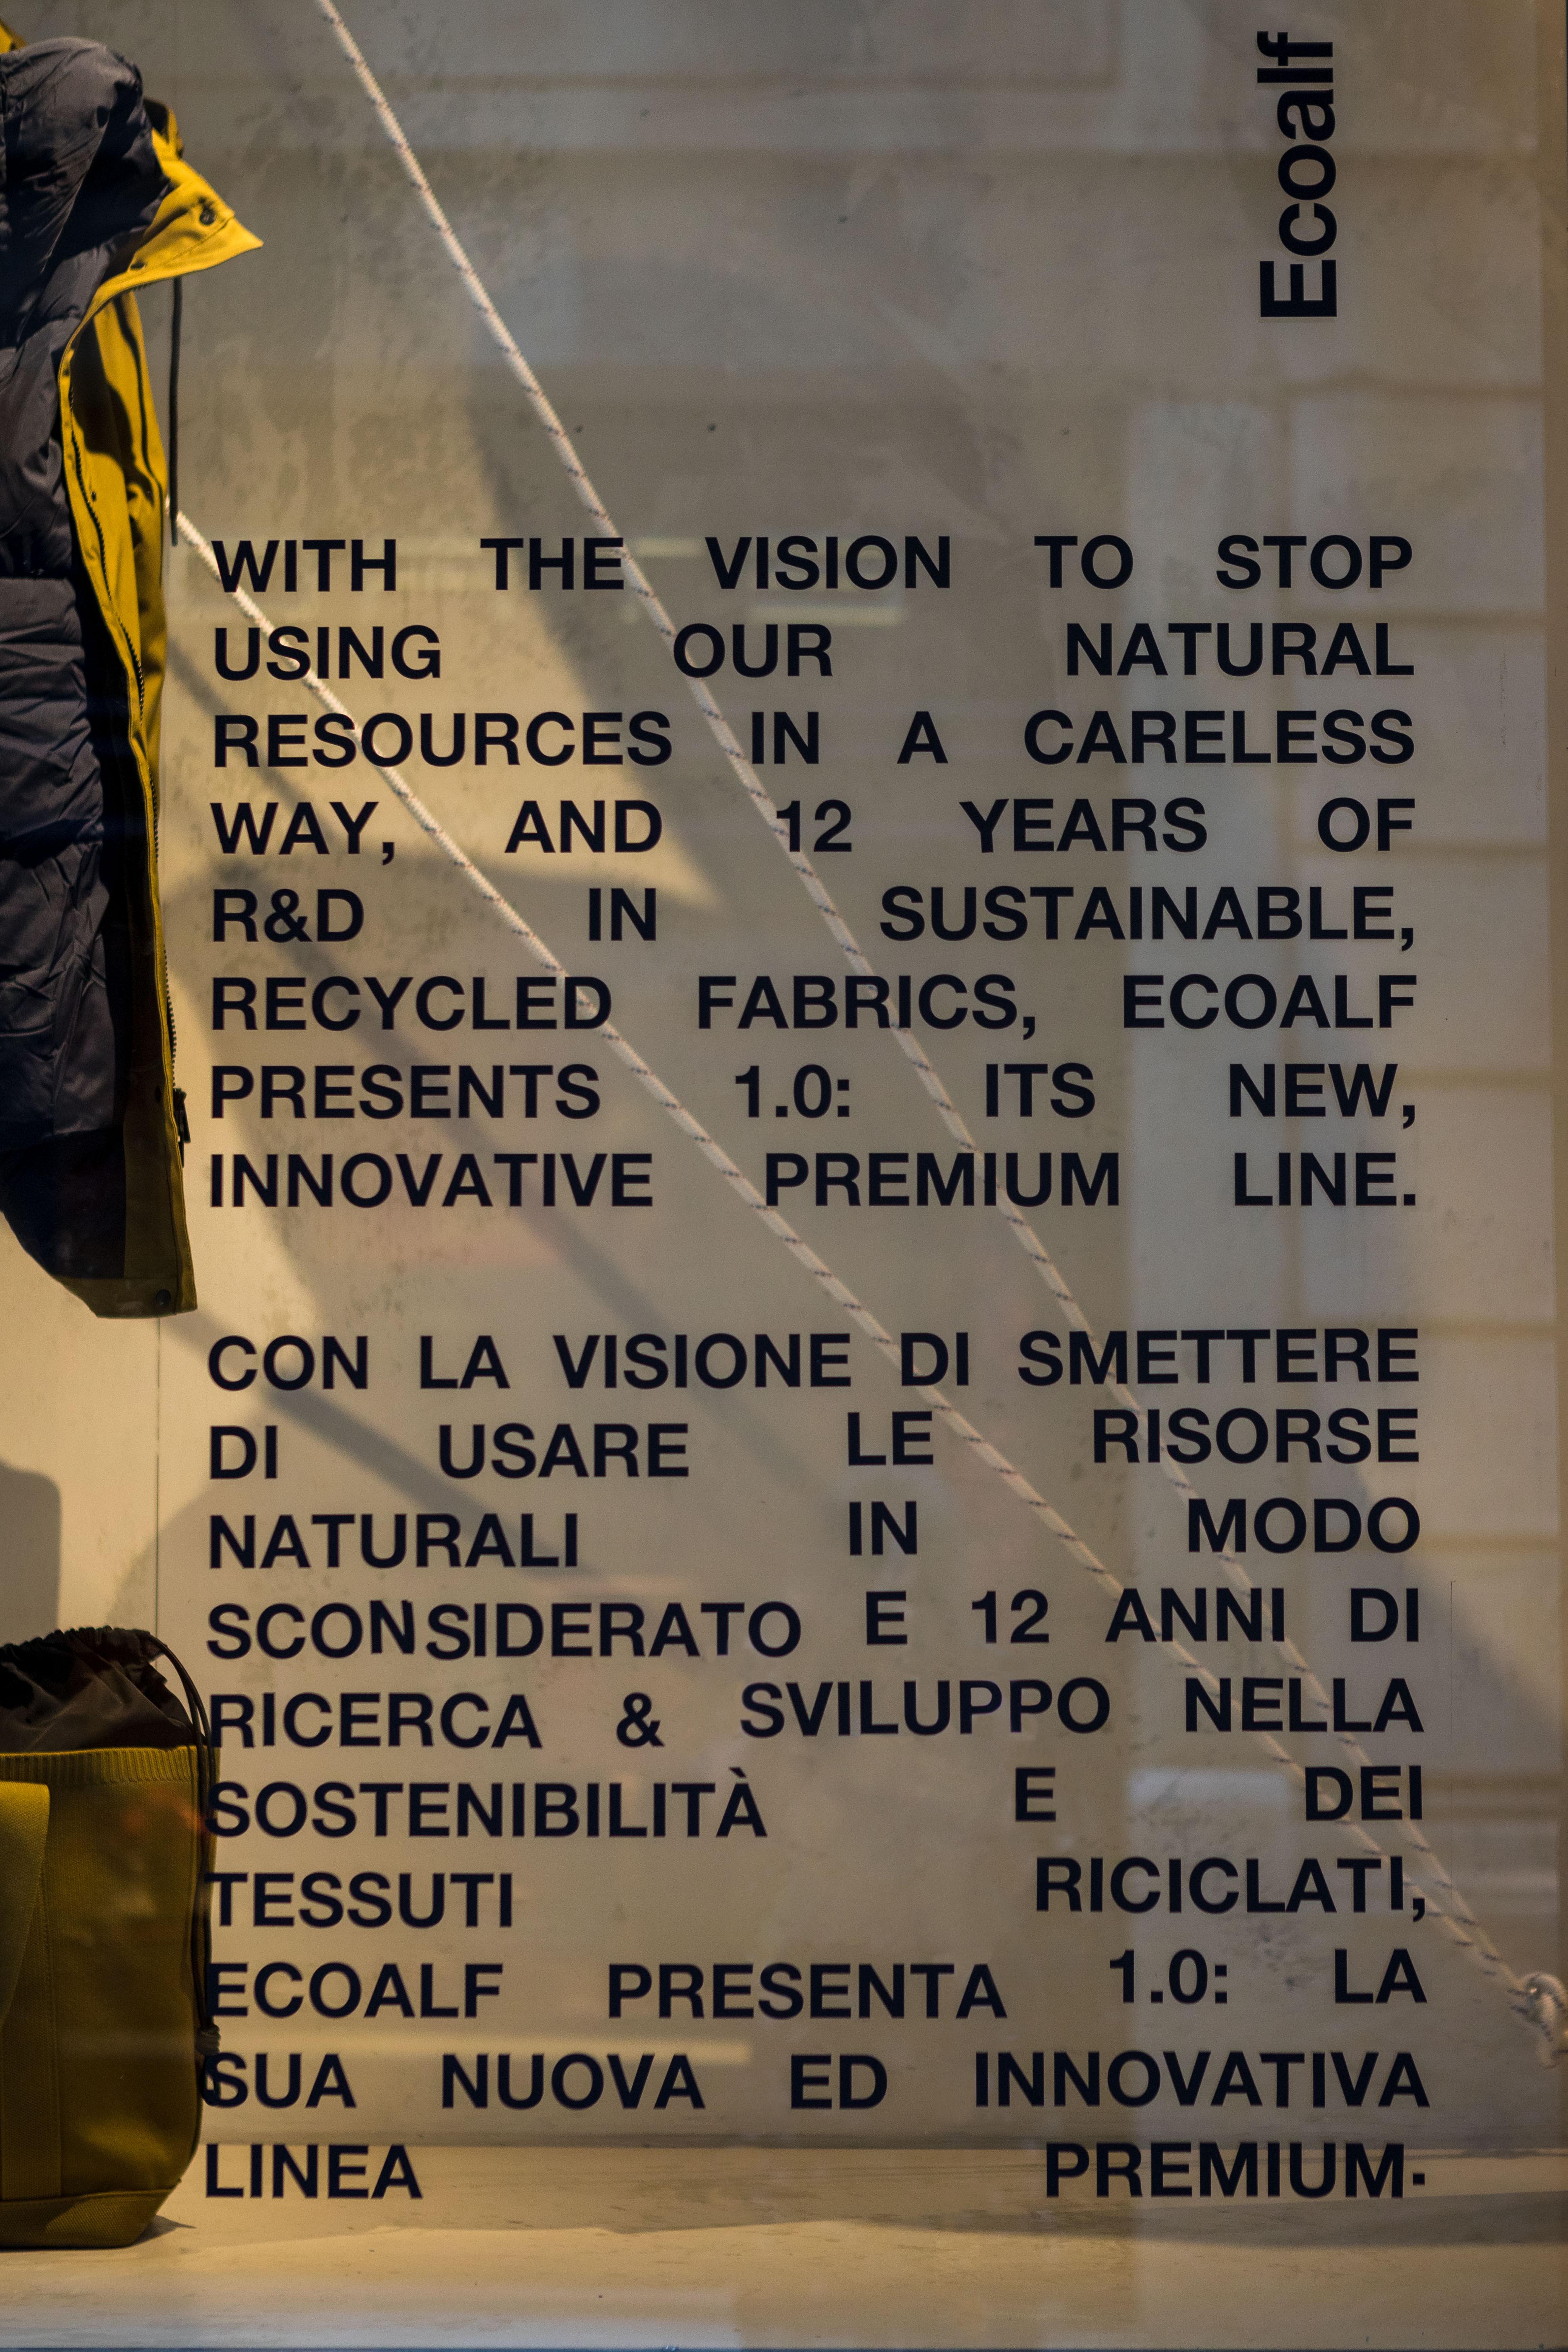 Ecoalf
WITH THE VISION TO STOP
USING OUR NATURAL
RESOURCES IN A CARELESS
WAY, AND 12 YEARS OF
R&D IN SUSTAINABLE,
RECYCLED FABRICS, ECOALF
PRESENTS 1.0: ITS NEW,
INNOVATIVE PREMIUM LINE.
CON LA VISIONE DI SMETTERE
DI USARE LE RISORSE
NATURALI IN MODO
SCONSIDERATO E 12 ANNI DI
RICERCA & SVILUPPO NELLA
SOSTENIBILITÀ E DEI
TESSUTI RICICLATI,
ECOALF PRESENTA 1.0: LA
SUA NUOVA ED INNOVATIVA
LINEA PREMIUM.